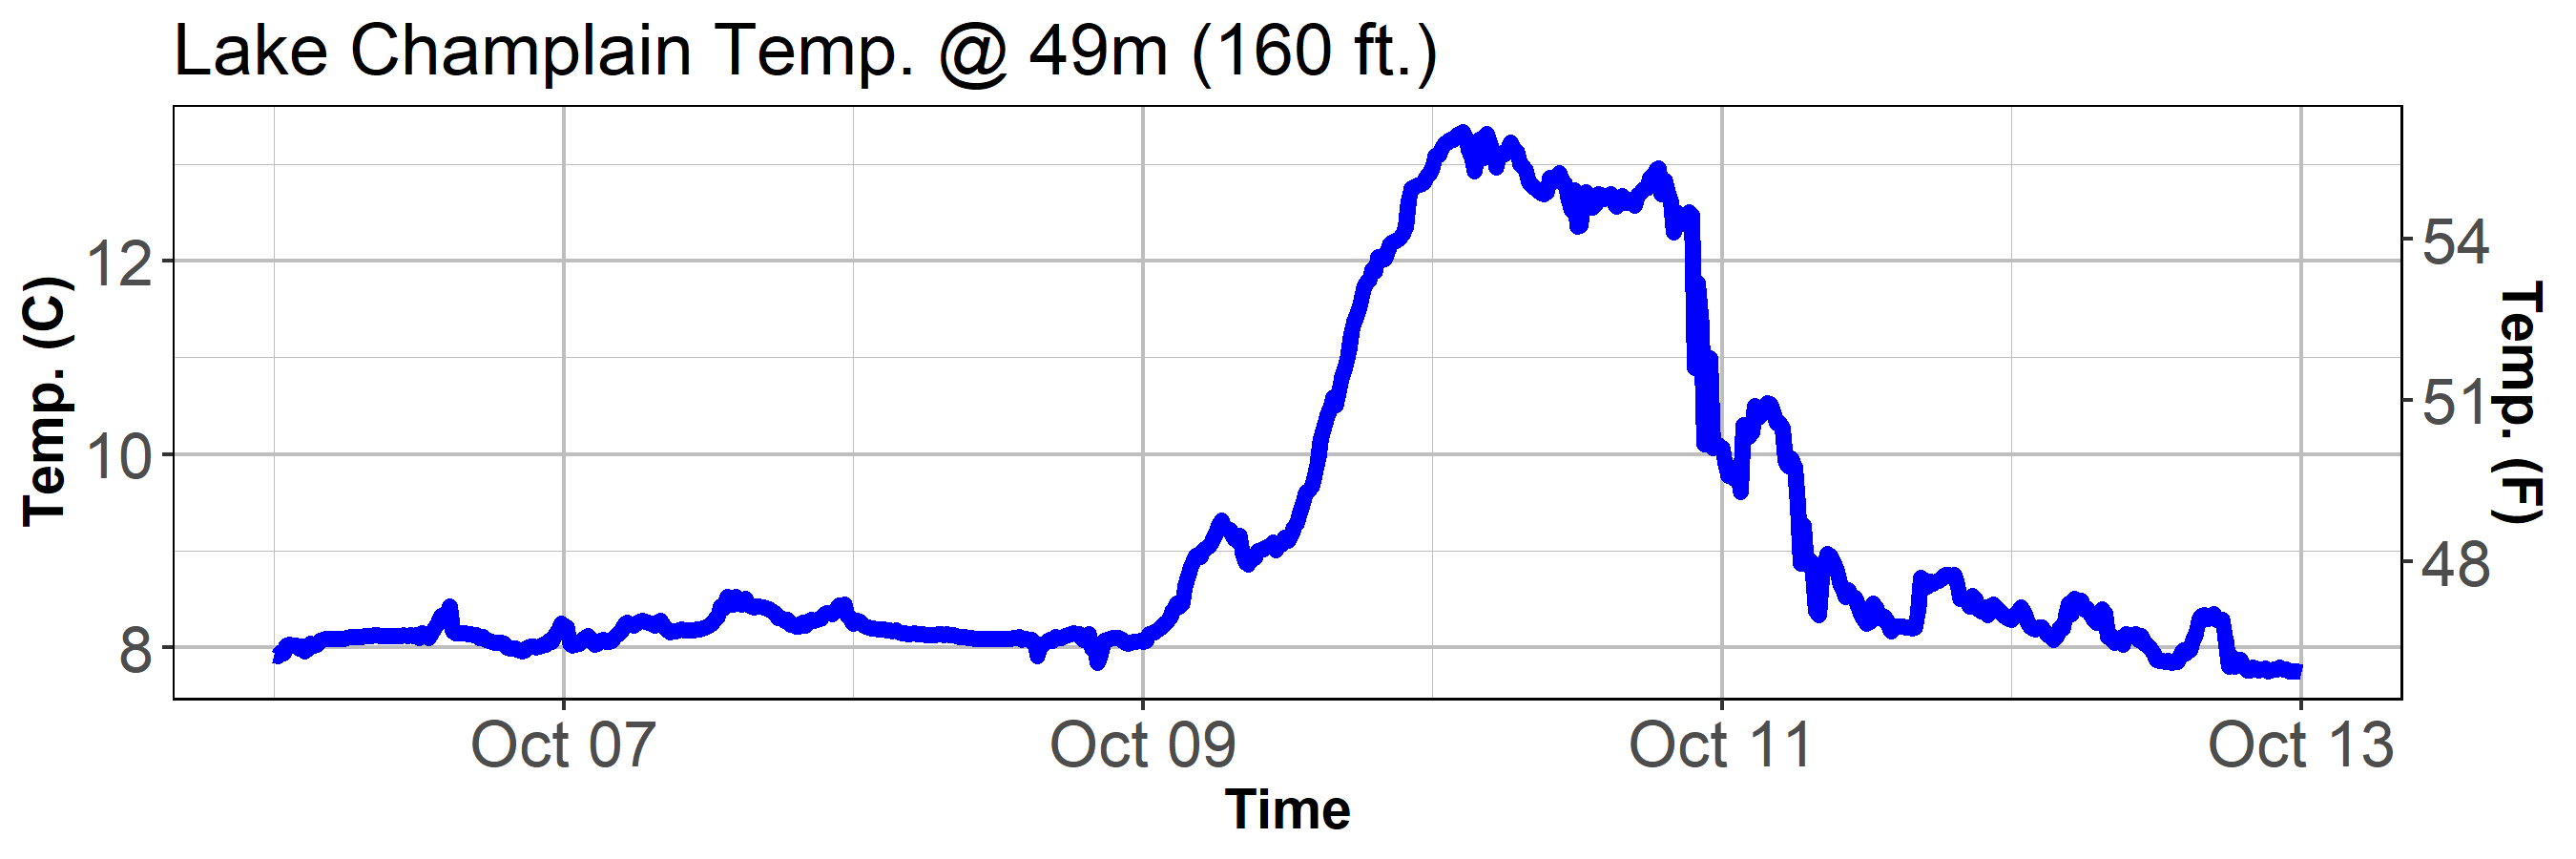 Lake Champlain Temp. @ 49m (160 ft.)
Temp. (C)
12
10
8
54
51
48
Temp. (F)
Oct 07
Oct 09
Oct 11
Oct 13
Time